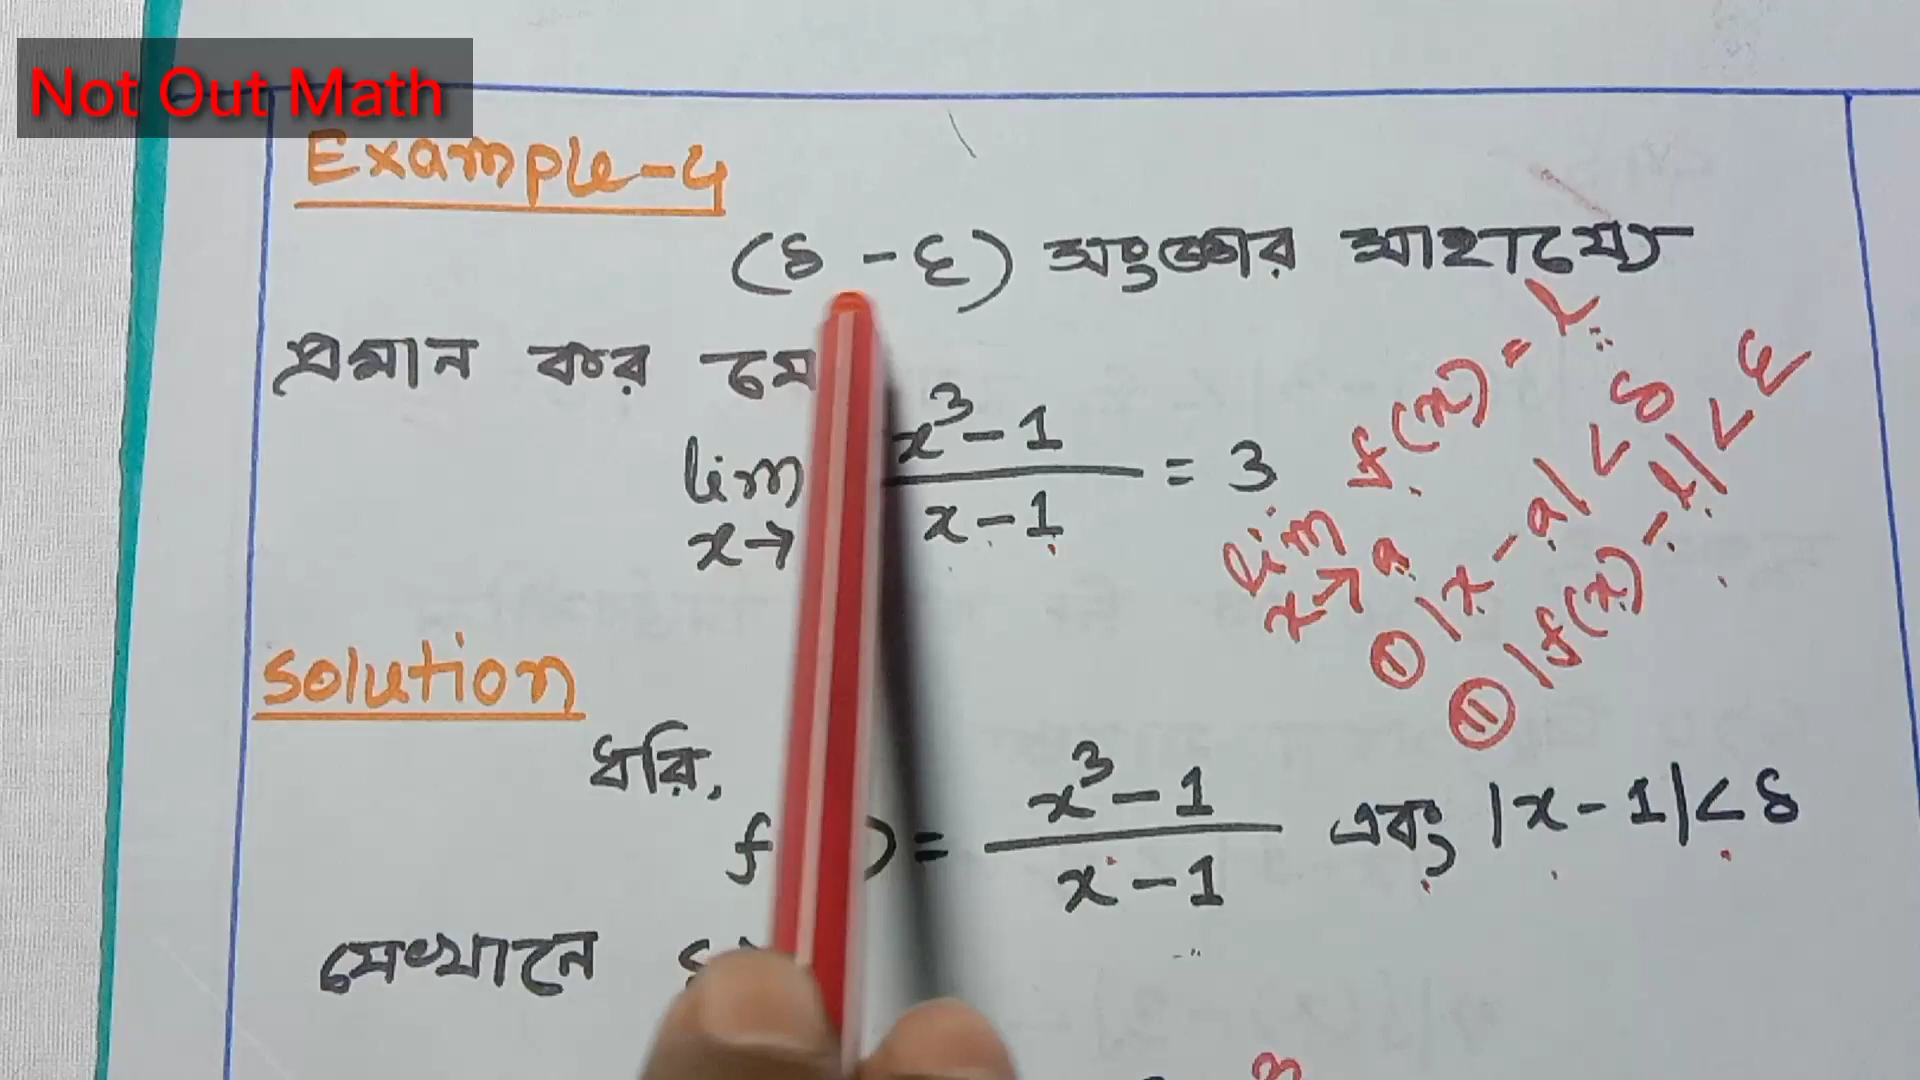 Not Out Math
Example-4
(δ - ε) সংজ্ঞার সাহায্যে
প্রমান কর যে
lim x→ x³-1 / x-1 = 3
lim x→a f(x) = l
① |x-a| < δ
② |f(x) - l| < ε
Solution
ধরি,
f ) = x³-1 / x-1 এবং |x-1|<δ
যেখানে